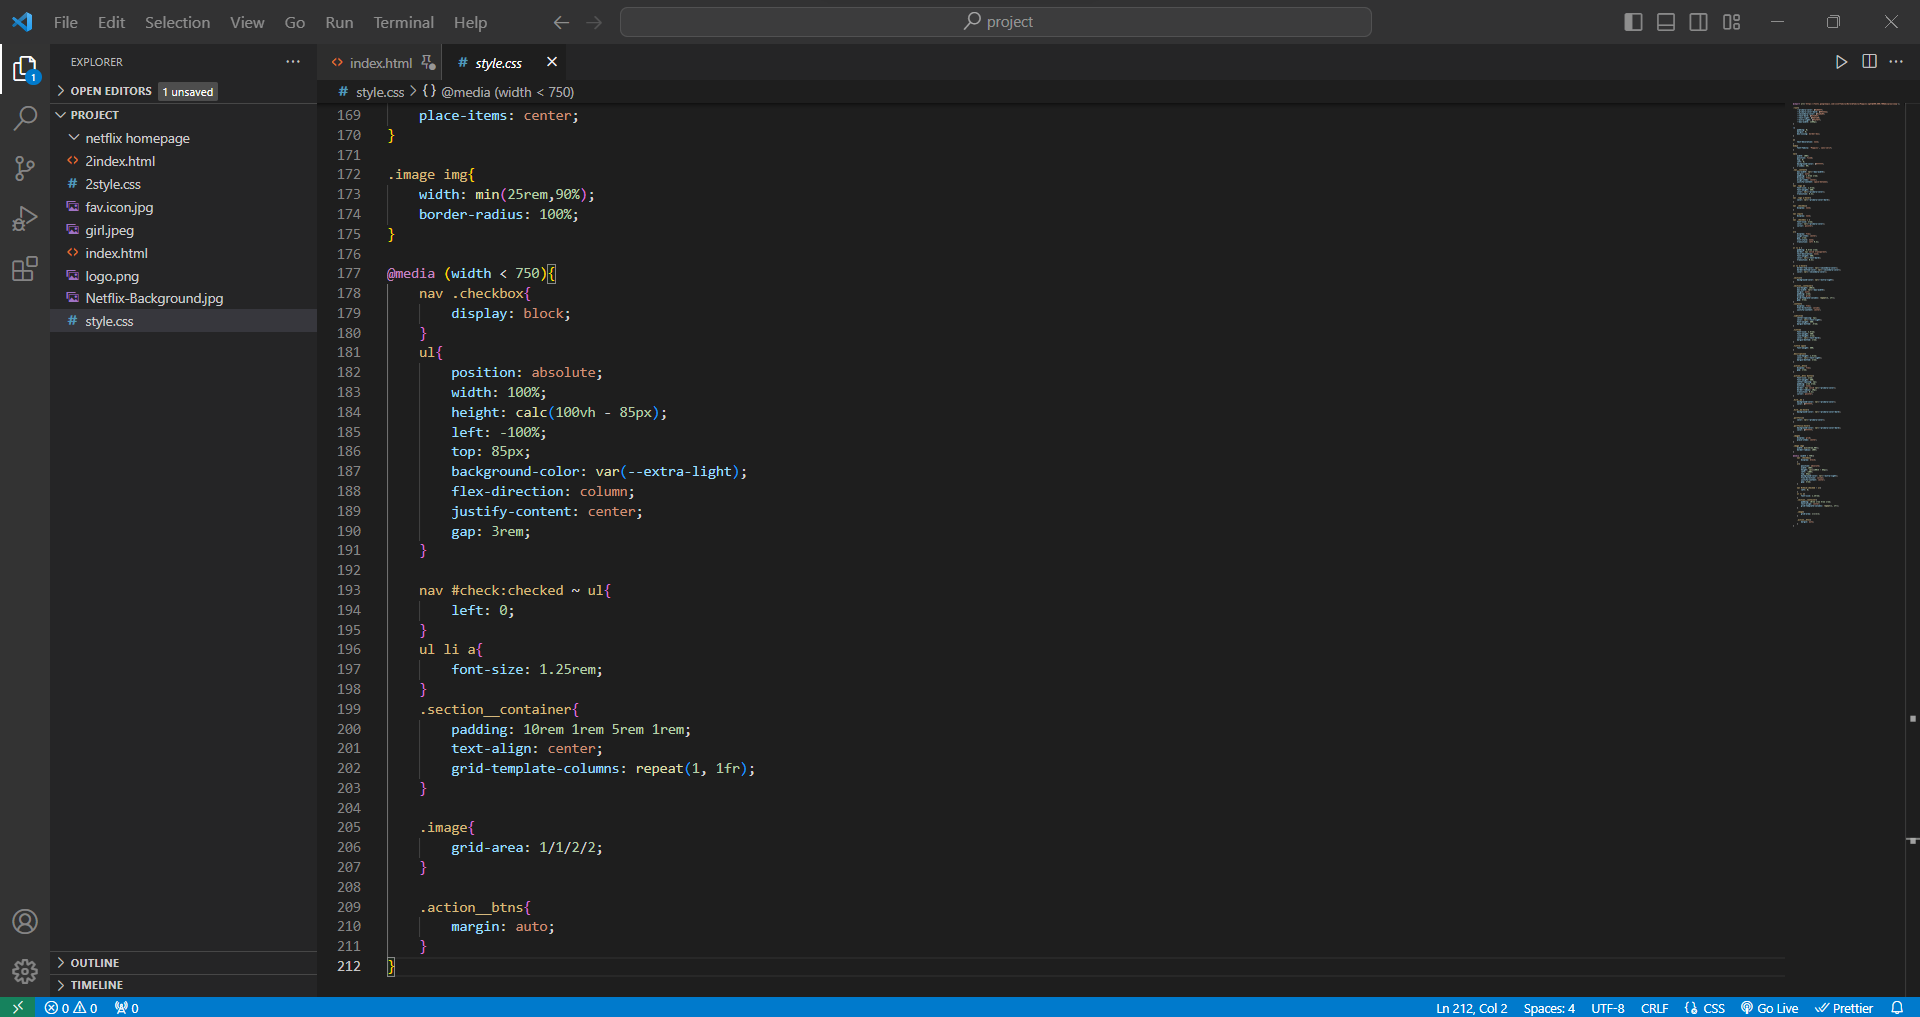 File Edit Selection View Go Run Terminal Help
project
EXPLORER
OPEN EDITORS 1 unsaved
PROJECT
netflix homepage
2index.html
2style.css
fav.icon.jpg
girl.jpeg
index.html
logo.png
Netflix-Background.jpg
style.css
OUTLINE
TIMELINE
1
index.html
# style.css
# style.css > {} @media (width < 750)
169 place-items: center;
170 }
171
172 .image img{
173 width: min(25rem,90%);
174 border-radius: 100%;
175 }
176
177 @media (width < 750){
178 nav .checkbox{
179 display: block;
180 }
181 ul{
182 position: absolute;
183 width: 100%;
184 height: calc(100vh - 85px);
185 left: -100%;
186 top: 85px;
187 background-color: var(--extra-light);
188 flex-direction: column;
189 justify-content: center;
190 gap: 3rem;
191 }
192
193 nav #check:checked ~ ul{
194 left: 0;
195 }
196 ul li a{
197 font-size: 1.25rem;
198 }
199 .section__container{
200 padding: 10rem 1rem 5rem 1rem;
201 text-align: center;
202 grid-template-columns: repeat(1, 1fr);
203 }
204
205 .image{
206 grid-area: 1/1/2/2;
207 }
208
209 .action__btns{
210 margin: auto;
211 }
212 }
0 0 0
Ln 212, Col 2 Spaces: 4 UTF-8 CRLF {} CSS Go Live Prettier